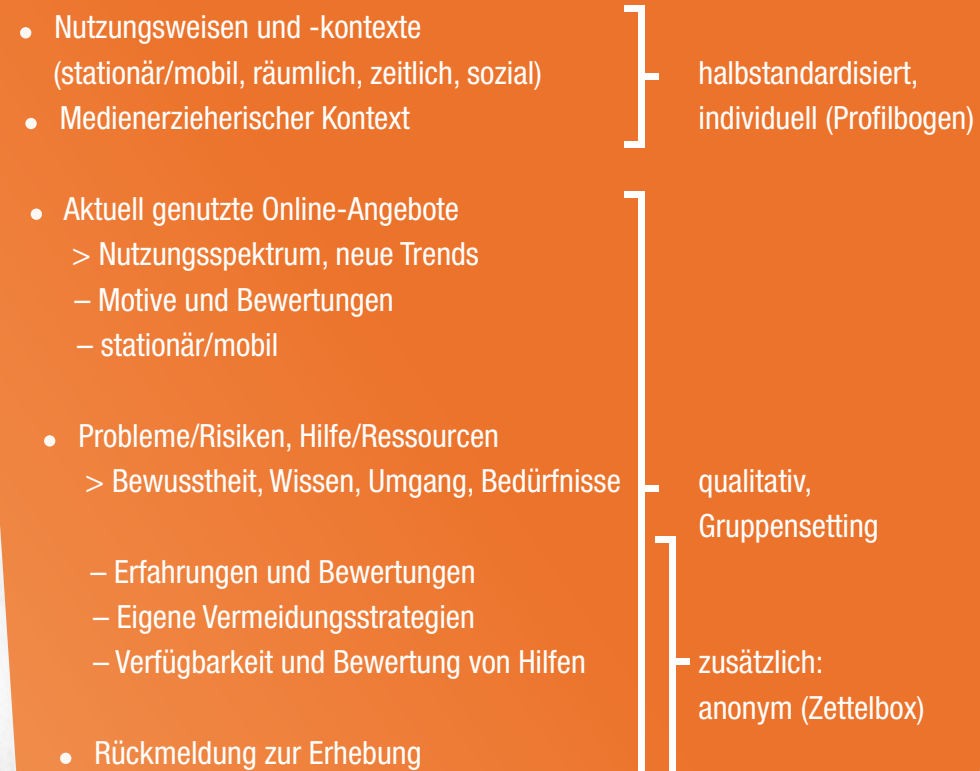 • Nutzungsweisen und -kontexte
(stationär/mobil, räumlich, zeitlich, sozial)
• Medienerzieherischer Kontext
halbstandardisiert,
individuell (Profilbogen)
• Aktuell genutzte Online-Angebote
> Nutzungsspektrum, neue Trends
– Motive und Bewertungen
– stationär/mobil
• Probleme/Risiken, Hilfe/Ressourcen
> Bewusstheit, Wissen, Umgang, Bedürfnisse
– Erfahrungen und Bewertungen
– Eigene Vermeidungsstrategien
– Verfügbarkeit und Bewertung von Hilfen
• Rückmeldung zur Erhebung
qualitativ,
Gruppensetting
zusätzlich:
anonym (Zettelbox)